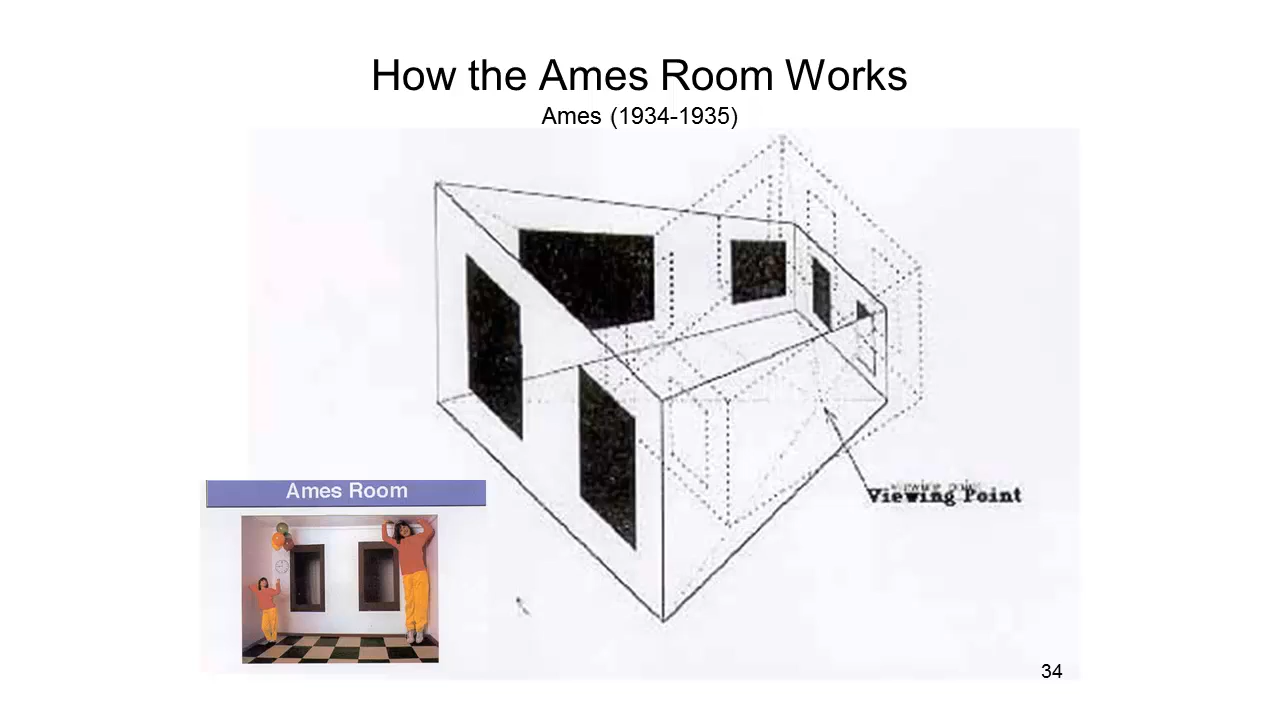 How the Ames Room Works
Ames (1934-1935)
Viewing Point
Ames Room
34